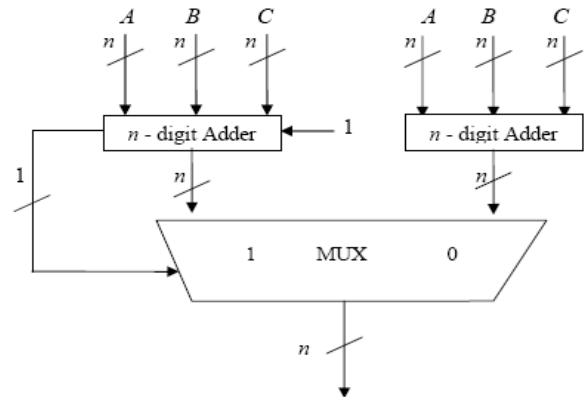 A B C A B C
n n n n n n
n - digit Adder 1 n - digit Adder
1 n n
1 MUX 0
n